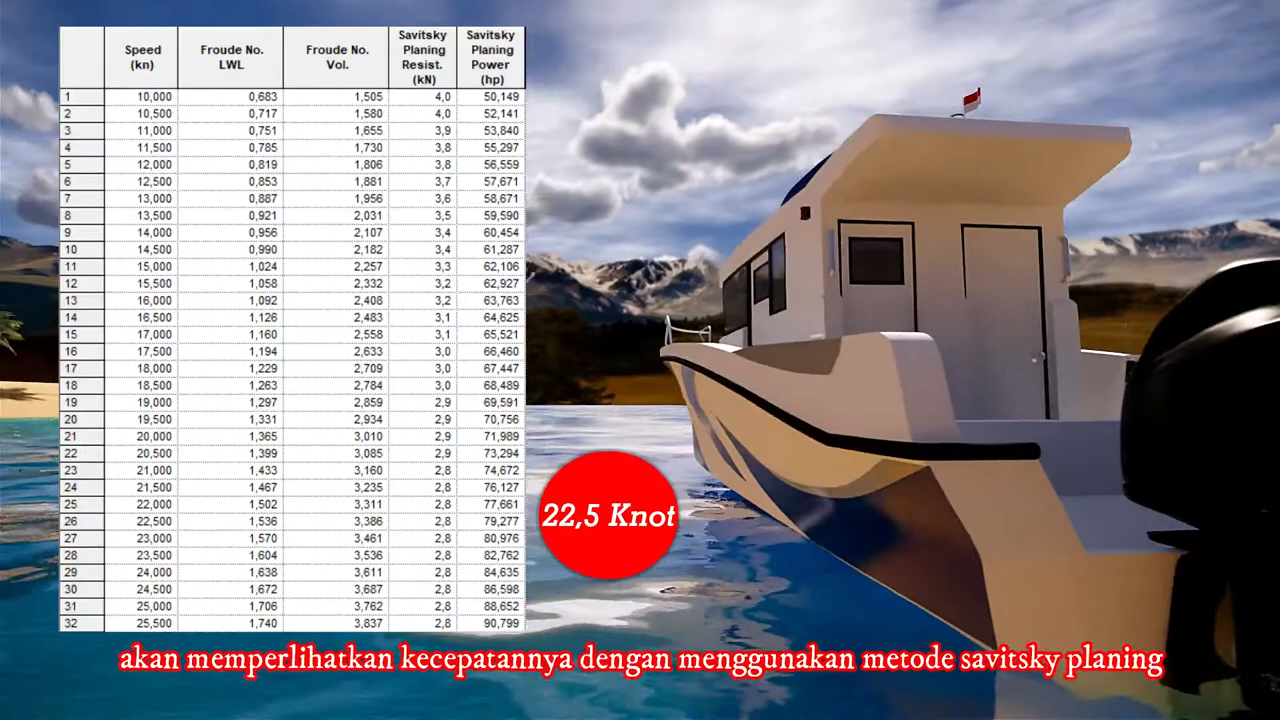 Speed (kn) Froude No. LWL Froude No. Vol. Savitsky Planing Resist. (kN) Savitsky Planing Power (hp)
1 10,000 0,683 1,505 4,0 50,149
2 10,500 0,717 1,580 4,0 52,141
3 11,000 0,751 1,655 3,9 53,840
4 11,500 0,785 1,730 3,8 55,297
5 12,000 0,819 1,806 3,8 56,559
6 12,500 0,853 1,881 3,7 57,671
7 13,000 0,887 1,956 3,6 58,671
8 13,500 0,921 2,031 3,5 59,590
9 14,000 0,956 2,107 3,4 60,454
10 14,500 0,990 2,182 3,4 61,287
11 15,000 1,024 2,257 3,3 62,106
12 15,500 1,058 2,332 3,2 62,927
13 16,000 1,092 2,408 3,2 63,763
14 16,500 1,126 2,483 3,1 64,625
15 17,000 1,160 2,558 3,1 65,521
16 17,500 1,194 2,633 3,0 66,460
17 18,000 1,229 2,709 3,0 67,447
18 18,500 1,263 2,784 3,0 68,489
19 19,000 1,297 2,859 2,9 69,591
20 19,500 1,331 2,934 2,9 70,756
21 20,000 1,365 3,010 2,9 71,989
22 20,500 1,399 3,085 2,9 73,294
23 21,000 1,433 3,160 2,8 74,672
24 21,500 1,467 3,235 2,8 76,127
25 22,000 1,502 3,311 2,8 77,661
26 22,500 1,536 3,386 2,8 79,277
27 23,000 1,570 3,461 2,8 80,976
28 23,500 1,604 3,536 2,8 82,762
29 24,000 1,638 3,611 2,8 84,635
30 24,500 1,672 3,687 2,8 86,598
31 25,000 1,706 3,762 2,8 88,652
32 25,500 1,740 3,837 2,8 90,799
22,5 Knot
akan memperlihatkan kecepatannya dengan menggunakan metode savitsky planing